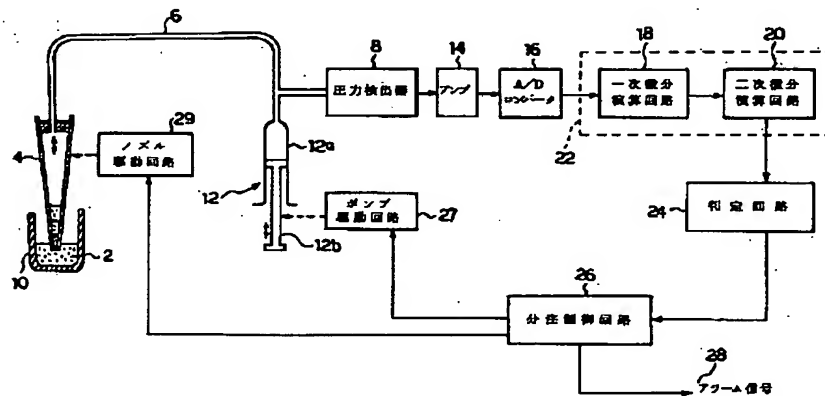 6
8
14
16
18
20
圧力検出器
アンプ
A/D
コンバータ
一次微分
演算回路
二次微分
演算回路
22
4
ノズル
駆動回路
29
12a
12
12b
ポンプ
駆動回路
27
24
判定回路
10
2
26
分注制御回路
28
アラーム信号